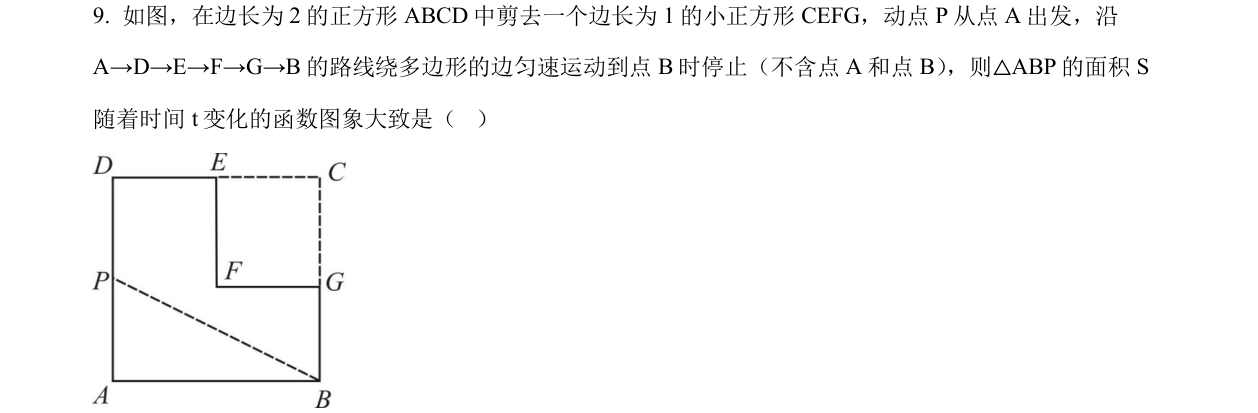 9. 如图，在边长为 2 的正方形 ABCD 中剪去一个边长为 1 的小正方形 CEFG，动点 P 从点 A 出发，沿
A→D→E→F→G→B 的路线绕多边形的边匀速运动到点 B 时停止（不含点 A 和点 B），则△ABP 的面积 S
随着时间 t 变化的函数图象大致是（ ）
D E C
P F G
A B